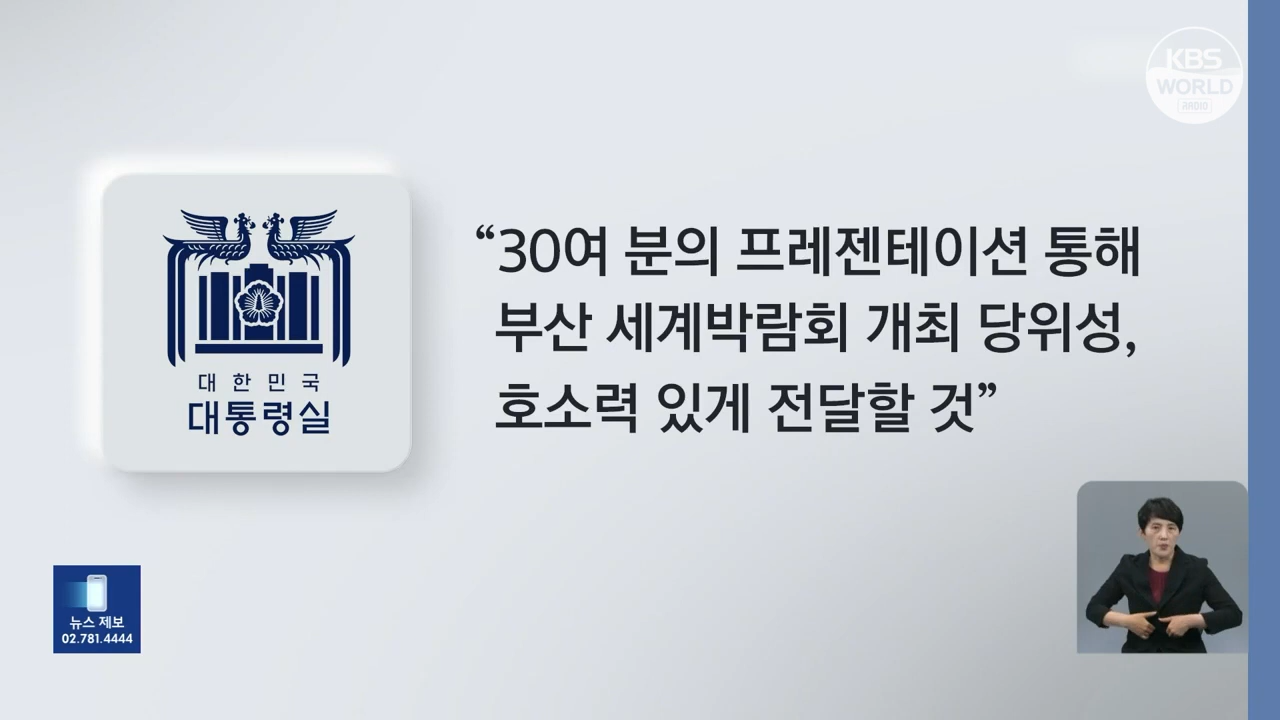 KBS
WORLD
RADIO
“30여 분의 프레젠테이션 통해
부산 세계박람회 개최 당위성,
호소력 있게 전달할 것”
대한민국
대통령실
뉴스 제보
02.781.4444